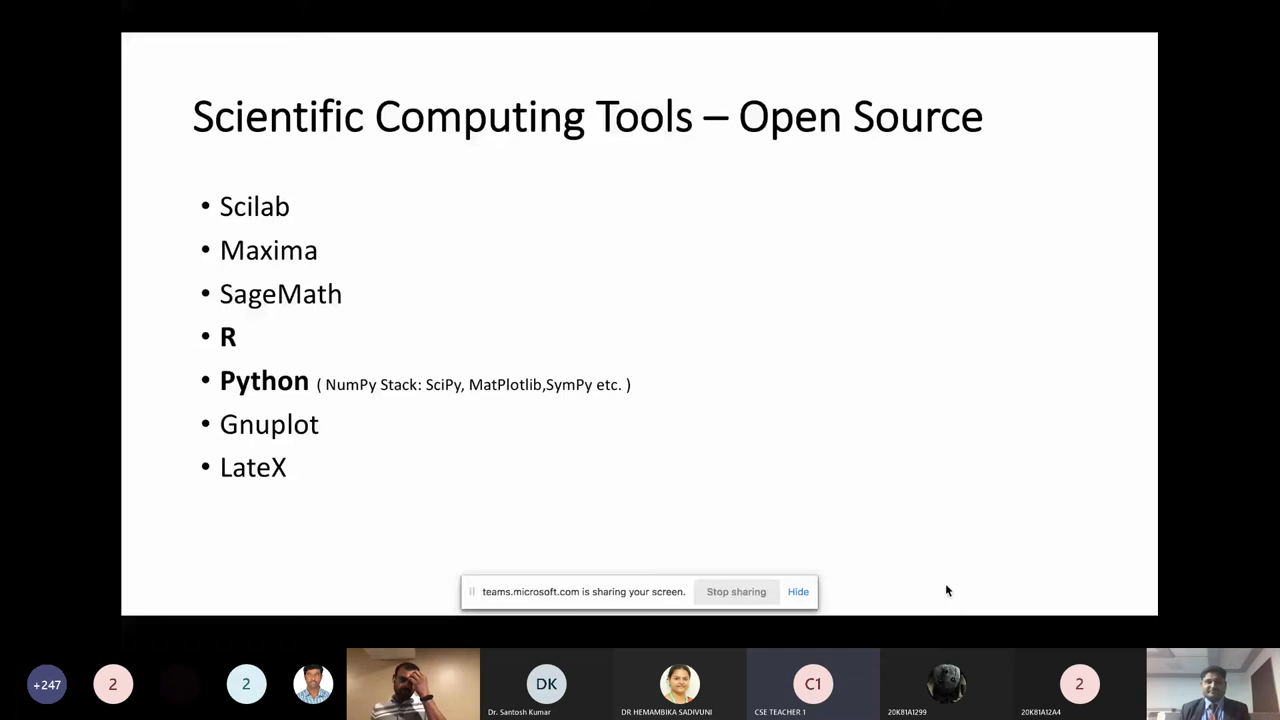 Scientific Computing Tools – Open Source
• Scilab
• Maxima
• SageMath
• R
• Python ( NumPy Stack: SciPy, MatPlotlib,SymPy etc. )
• Gnuplot
• LateX
teams.microsoft.com is sharing your screen. Stop sharing Hide
+247 2 2 DK C1 2
Dr. Santosh Kumar DR HEMAMBIKA SADIVUNI CSE TEACHER 1 20K81A1299 20K81A12A4